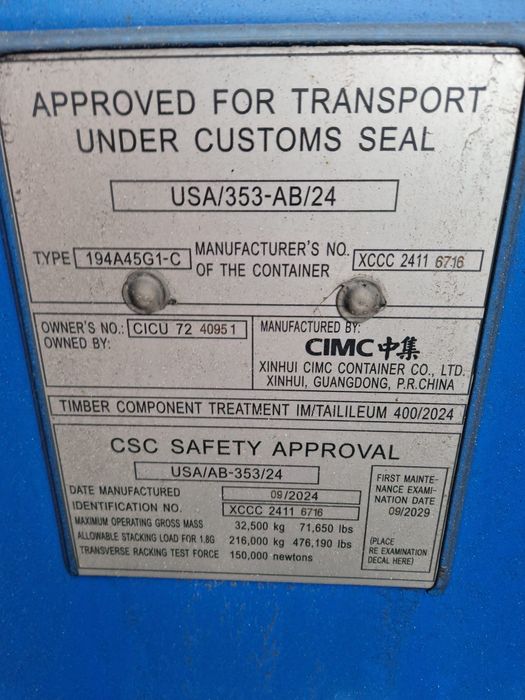 APPROVED FOR TRANSPORT
UNDER CUSTOMS SEAL
USA/353-AB/24
TYPE 194A45G1-C MANUFACTURER'S NO. OF THE CONTAINER XCCC 2411 6716
OWNER'S NO.: CICU 72 40951
OWNED BY:
MANUFACTURED BY:
CIMC中集
XINHUI CIMC CONTAINER CO., LTD.
XINHUI, GUANGDONG, P.R.CHINA
TIMBER COMPONENT TREATMENT IM/TAILILEUM 400/2024
CSC SAFETY APPROVAL
USA/AB-353/24
DATE MANUFACTURED 09/2024
IDENTIFICATION NO. XCCC 2411 6716
MAXIMUM OPERATING GROSS MASS 32,500 kg 71,650 lbs
ALLOWABLE STACKING LOAD FOR 1.8G 216,000 kg 476,190 lbs
TRANSVERSE RACKING TEST FORCE 150,000 newtons
FIRST MAINTE-
NANCE EXAMI-
NATION DATE
09/2029
(PLACE
RE EXAMINATION
DECAL HERE)